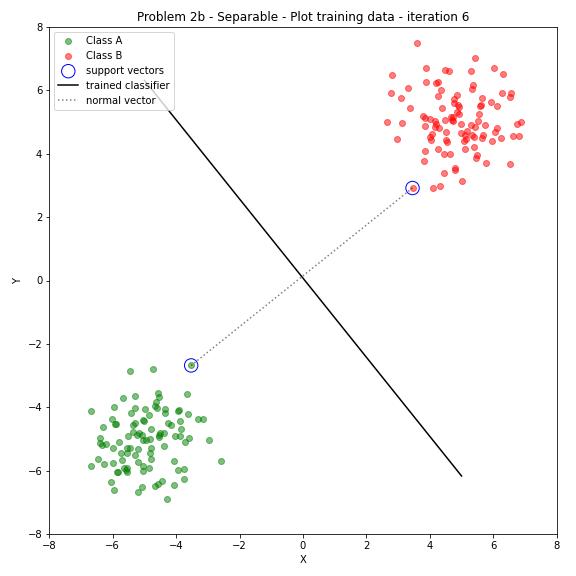 Problem 2b - Separable - Plot training data - iteration 6
Class A
Class B
support vectors
trained classifier
normal vector
8
6
4
2
0
−2
−4
−6
−8
Y
−8 −6 −4 −2 0 2 4 6 8
X